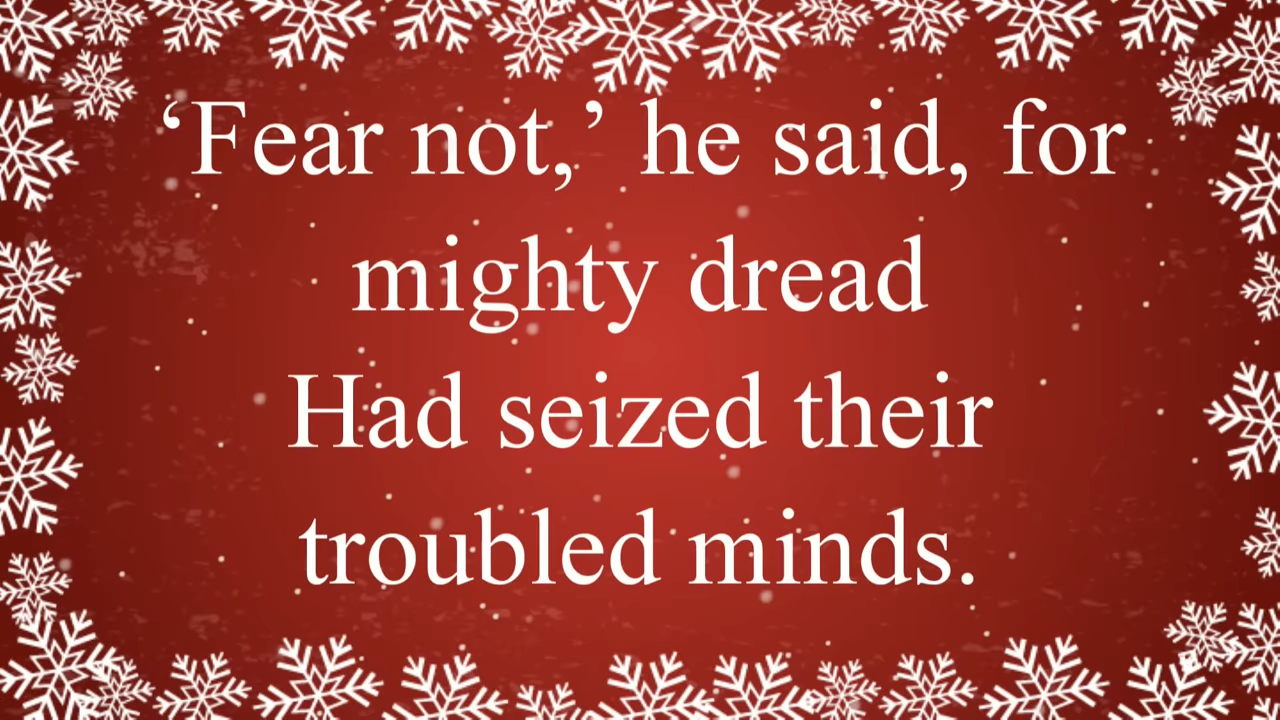 ‘Fear not,’ he said, for
mighty dread
Had seized their
troubled minds.